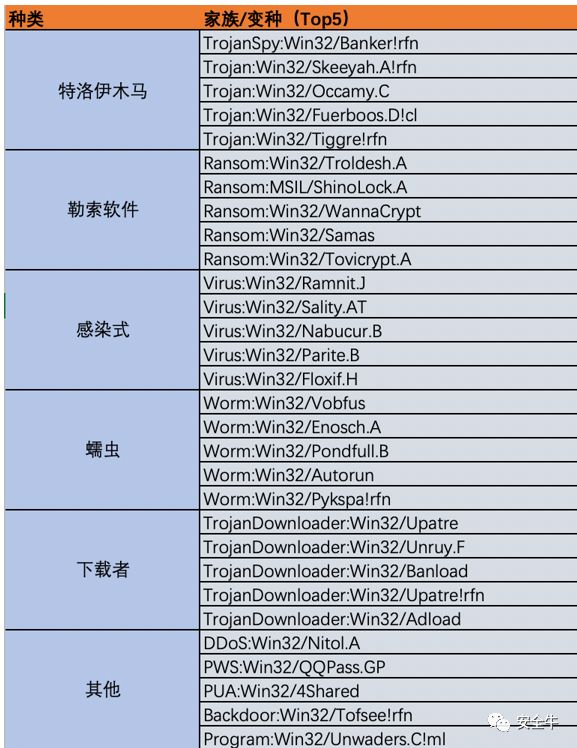 种类 家族/变种（Top5）
特洛伊木马
TrojanSpy:Win32/Banker!rfn
Trojan:Win32/Skeeyah.A!rfn
Trojan:Win32/Occamy.C
Trojan:Win32/Fuerboos.D!cl
Trojan:Win32/Tiggre!rfn
勒索软件
Ransom:Win32/Troldesh.A
Ransom:MSIL/ShinoLock.A
Ransom:Win32/WannaCrypt
Ransom:Win32/Samas
Ransom:Win32/Tovicrypt.A
感染式
Virus:Win32/Ramnit.J
Virus:Win32/Sality.AT
Virus:Win32/Nabucur.B
Virus:Win32/Parite.B
Virus:Win32/Floxif.H
蠕虫
Worm:Win32/Vobfus
Worm:Win32/Enosch.A
Worm:Win32/Pondfull.B
Worm:Win32/Autorun
Worm:Win32/Pykspa!rfn
下载者
TrojanDownloader:Win32/Upatre
TrojanDownloader:Win32/Unruy.F
TrojanDownloader:Win32/Banload
TrojanDownloader:Win32/Upatre!rfn
TrojanDownloader:Win32/Adload
其他
DDoS:Win32/Nitol.A
PWS:Win32/QQPass.GP
PUA:Win32/4Shared
Backdoor:Win32/Tofsee!rfn
Program:Win32/Unwaders.C!ml
安全牛